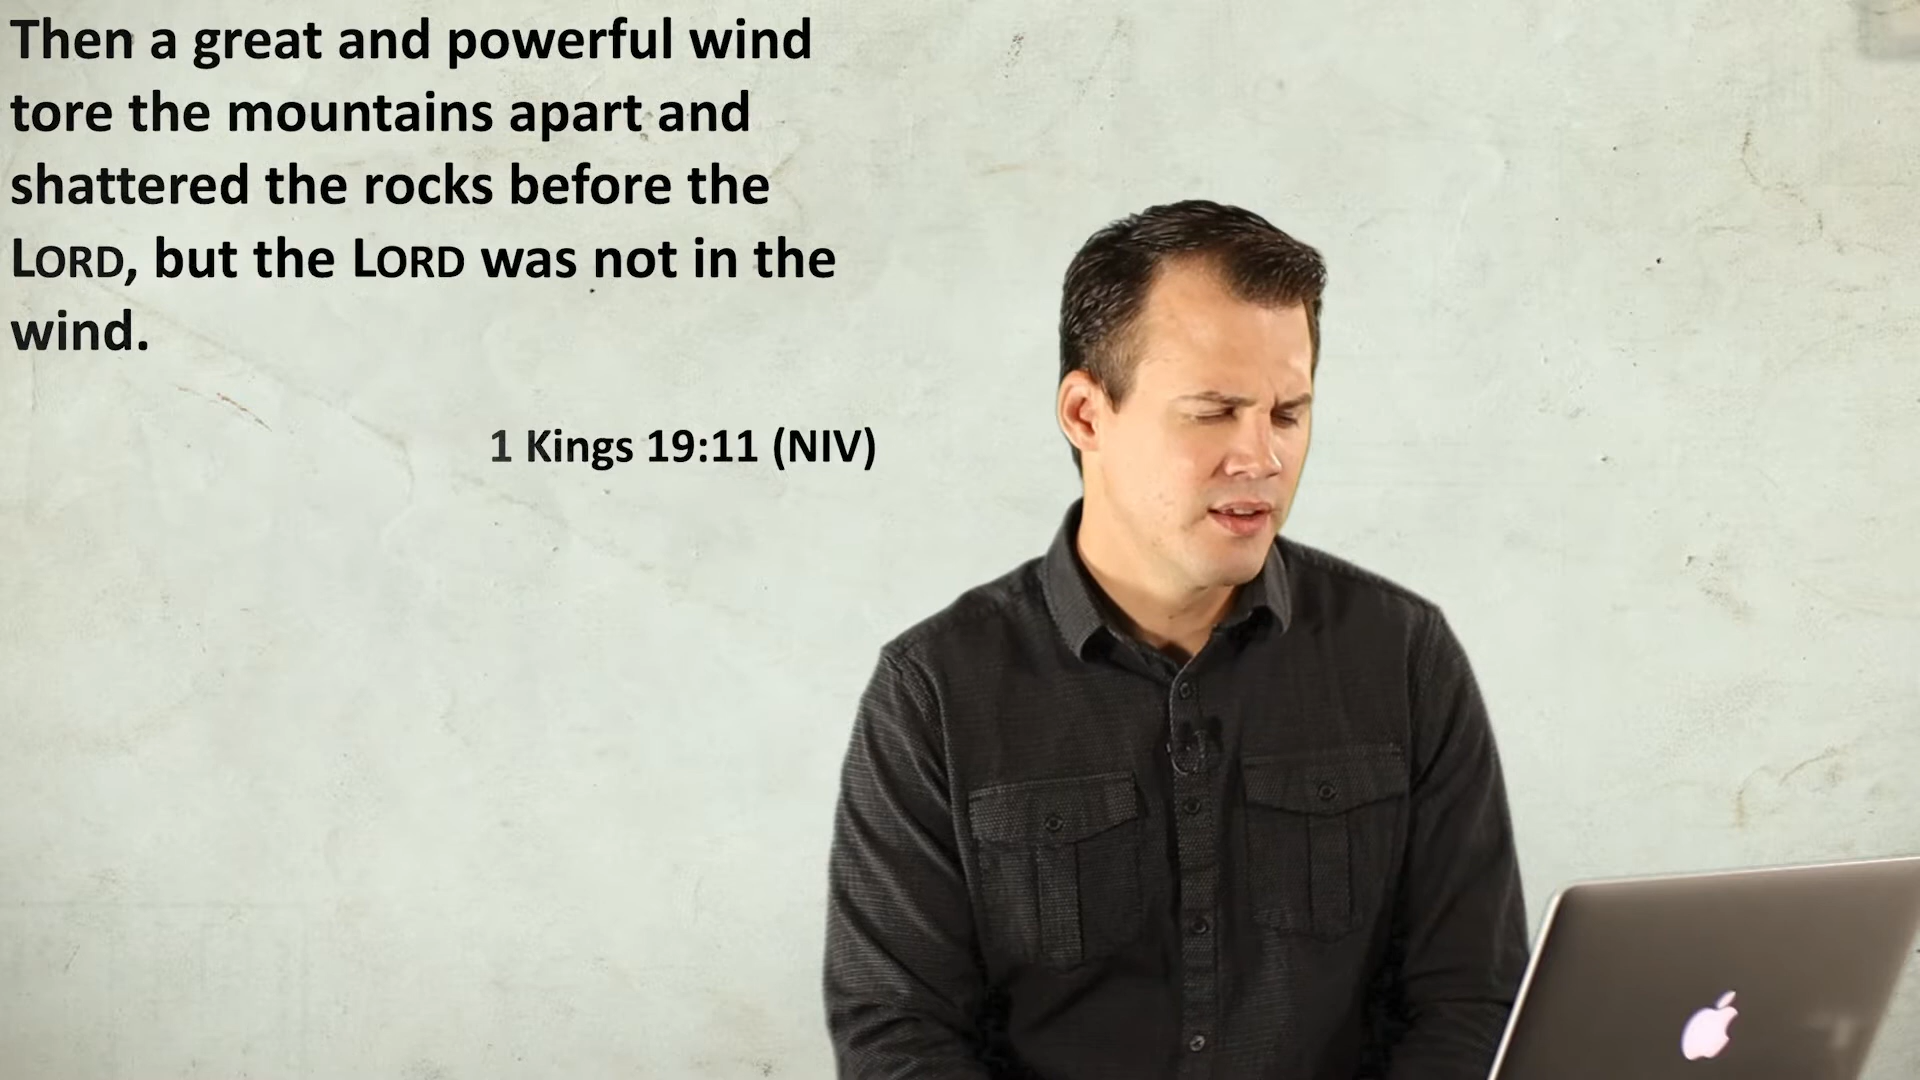 Then a great and powerful wind
tore the mountains apart and
shattered the rocks before the
LORD, but the LORD was not in the
wind.
1 Kings 19:11 (NIV)